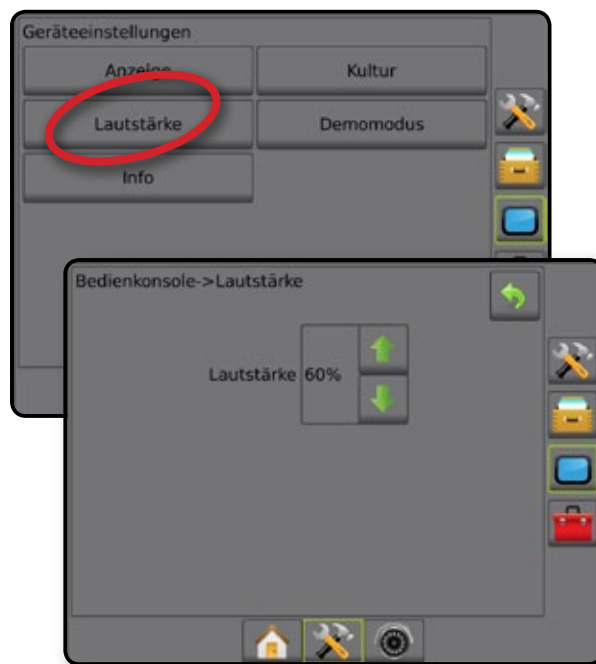 Geräteeinstellungen
Anzeige
Kultur
Lautstärke
Demomodus
Info
Bedienkonsole->Lautstärke
Lautstärke 60%